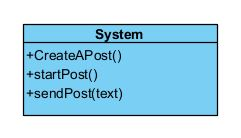 System
+CreateAPost()
+startPost()
+sendPost(text)